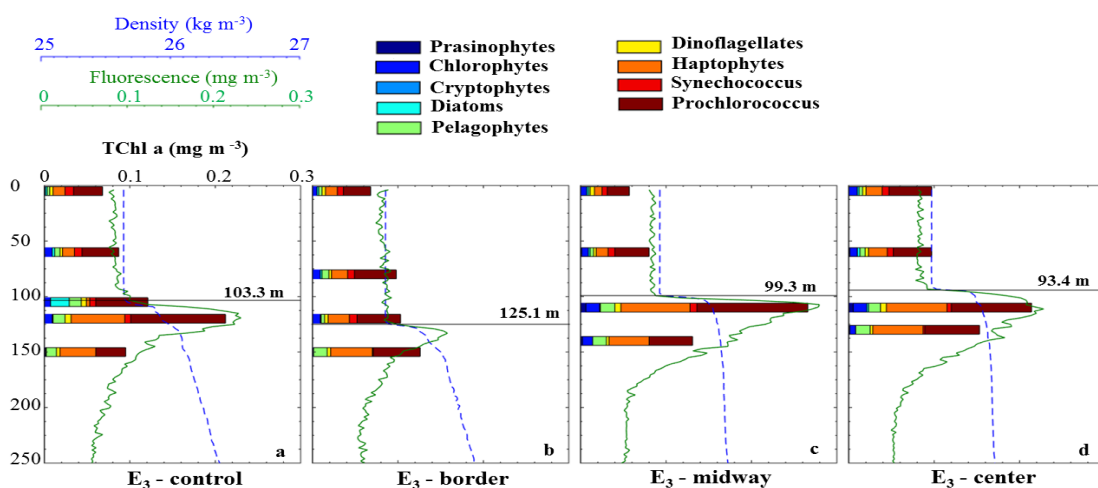 Density (kg m-3)
25 26 27
Fluorescence (mg m-3)
0 0.1 0.2 0.3
Prasinophytes
Chlorophytes
Cryptophytes
Diatoms
Pelagophytes
Dinoflagellates
Haptophytes
Synechococcus
Prochlorococcus
TChl a (mg m -3)
0 0.1 0.2 0.3
0
50
100
150
200
250
103.3 m
125.1 m
99.3 m
93.4 m
a
b
c
d
E3 - control
E3 - border
E3 - midway
E3 - center